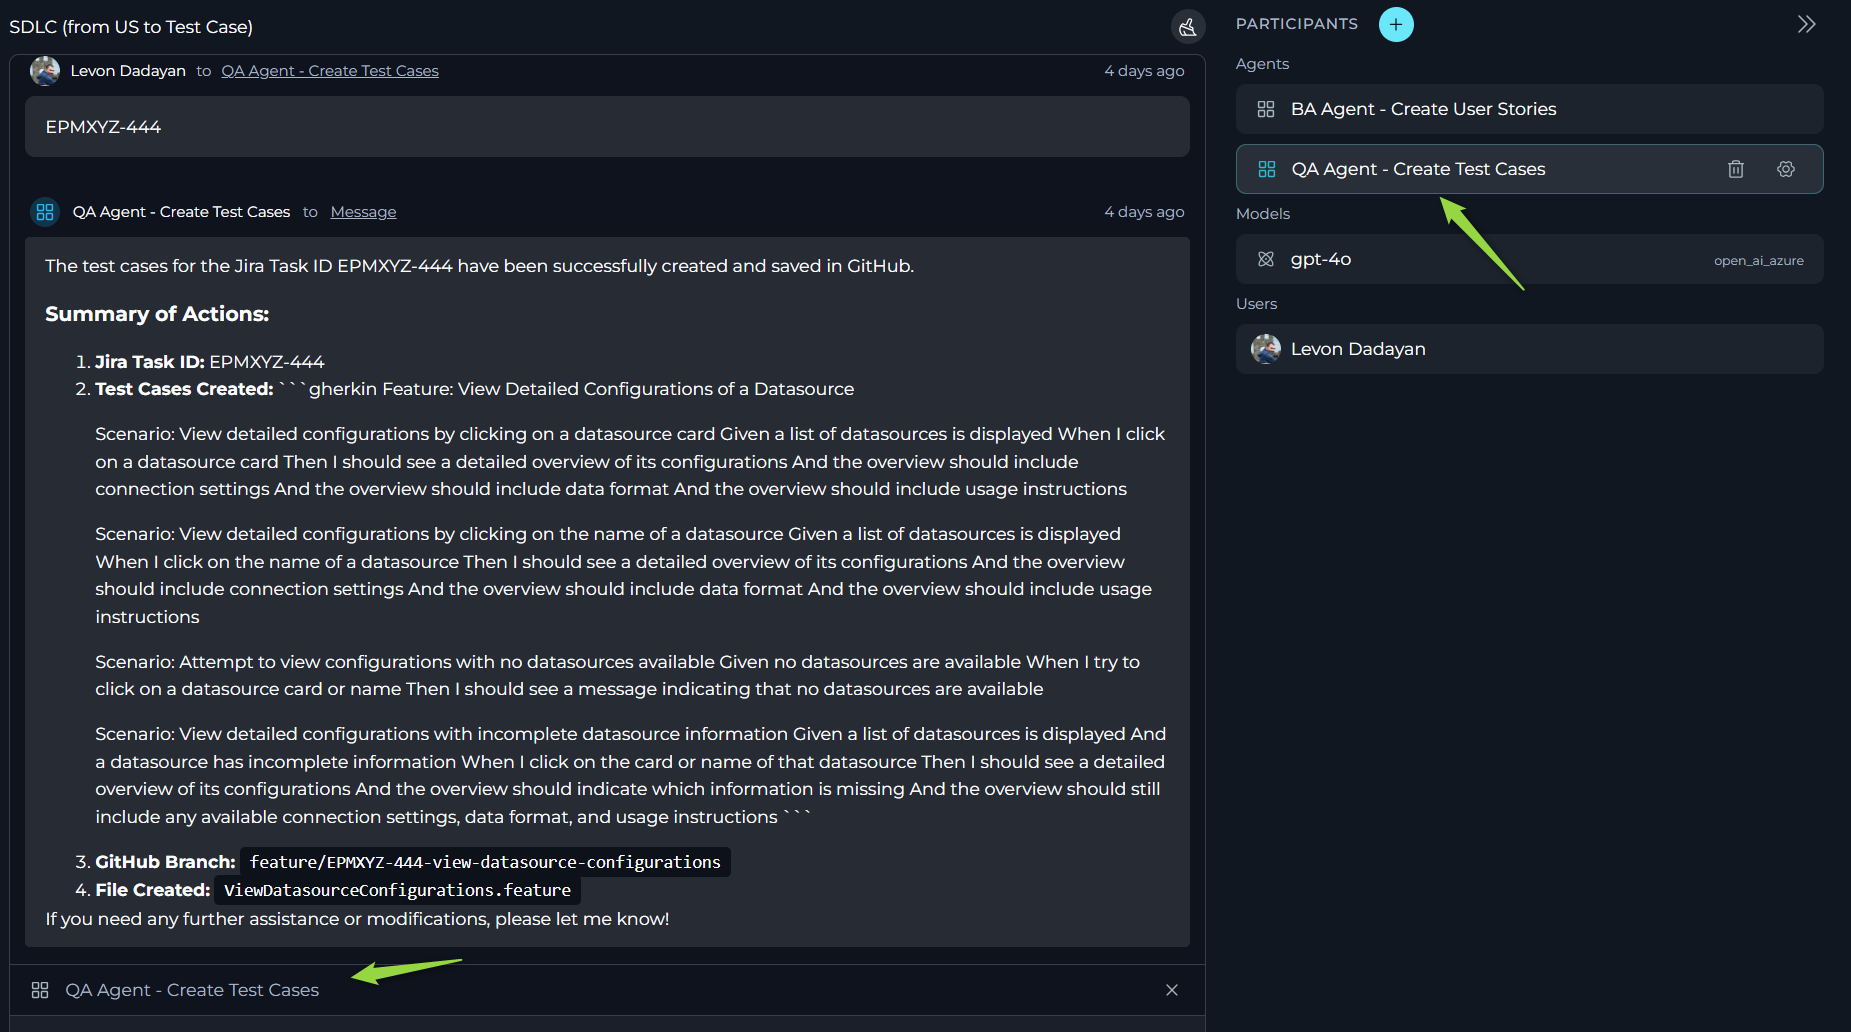 SDLC (from US to Test Case)
Levon Dadayan to QA Agent - Create Test Cases 4 days ago
EPMXYZ-444
QA Agent - Create Test Cases to Message 4 days ago
The test cases for the Jira Task ID EPMXYZ-444 have been successfully created and saved in GitHub.
Summary of Actions:
1. Jira Task ID: EPMXYZ-444
2. Test Cases Created: ```gherkin Feature: View Detailed Configurations of a Datasource
Scenario: View detailed configurations by clicking on a datasource card Given a list of datasources is displayed When I click
on a datasource card Then I should see a detailed overview of its configurations And the overview should include
connection settings And the overview should include data format And the overview should include usage instructions
Scenario: View detailed configurations by clicking on the name of a datasource Given a list of datasources is displayed
When I click on the name of a datasource Then I should see a detailed overview of its configurations And the overview
should include connection settings And the overview should include data format And the overview should include usage
instructions
Scenario: Attempt to view configurations with no datasources available Given no datasources are available When I try to
click on a datasource card or name Then I should see a message indicating that no datasources are available
Scenario: View detailed configurations with incomplete datasource information Given a list of datasources is displayed And
a datasource has incomplete information When I click on the card or name of that datasource Then I should see a detailed
overview of its configurations And the overview should indicate which information is missing And the overview should still
include any available connection settings, data format, and usage instructions ```
3. GitHub Branch: feature/EPMXYZ-444-view-datasource-configurations
4. File Created: ViewDatasourceConfigurations.feature
If you need any further assistance or modifications, please let me know!
QA Agent - Create Test Cases
PARTICIPANTS
Agents
BA Agent - Create User Stories
QA Agent - Create Test Cases
Models
gpt-4o open_ai_azure
Users
Levon Dadayan